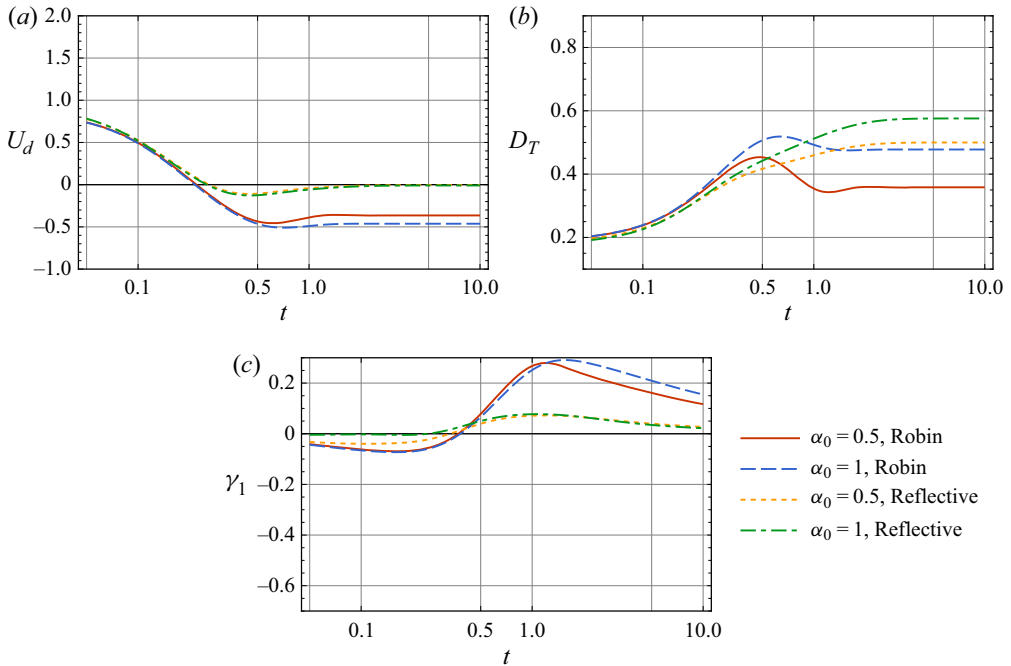 (a)
(b)
2.0
1.5
1.0
0.5
0
–0.5
–1.0
U_d
0.1
0.5
1.0
10.0
t
0.8
0.6
0.4
0.2
D_T
0.1
0.5
1.0
10.0
t
(c)
0.2
0
–0.2
–0.4
–0.6
γ_1
0.1
0.5
1.0
10.0
t
α_0 = 0.5, Robin
α_0 = 1, Robin
α_0 = 0.5, Reflective
α_0 = 1, Reflective